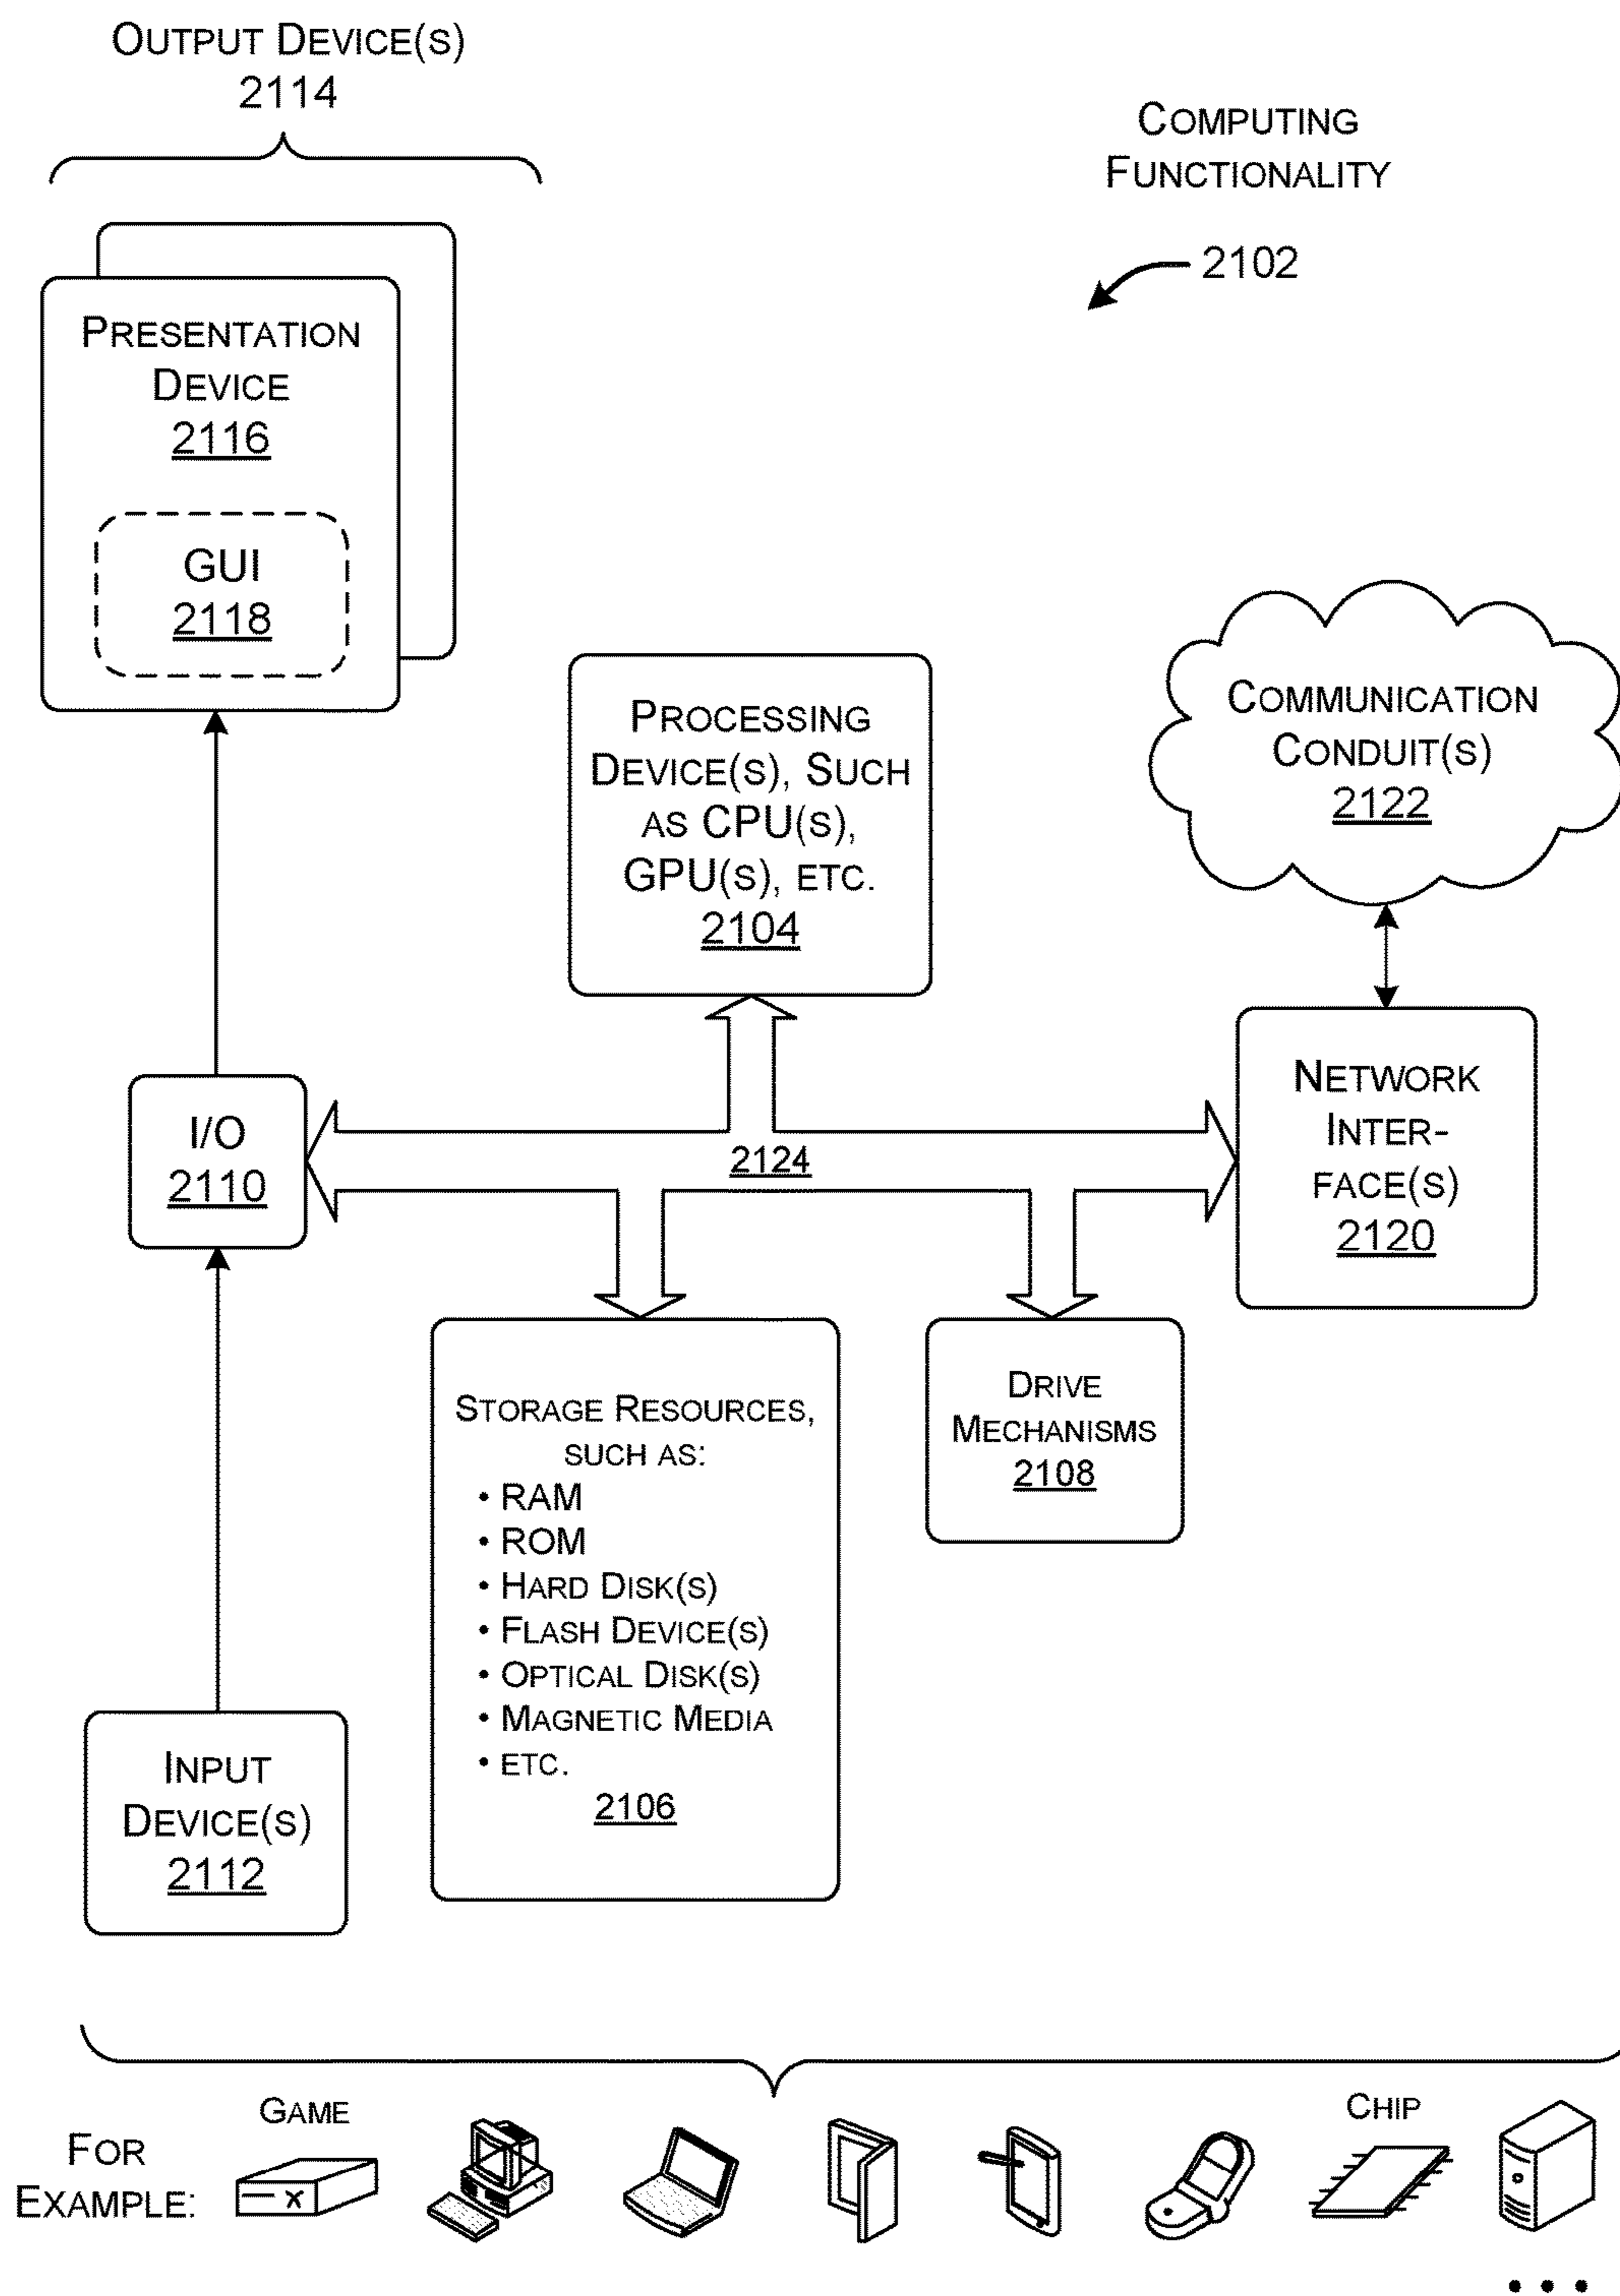 OUTPUT DEVICE(S)
2114
COMPUTING
FUNCTIONALITY
2102
PRESENTATION
DEVICE
2116
GUI
2118
PROCESSING
DEVICE(S), SUCH
AS CPU(S),
GPU(S), ETC.
2104
COMMUNICATION
CONDUIT(S)
2122
I/O
2110
2124
NETWORK
INTER-
FACE(S)
2120
STORAGE RESOURCES,
SUCH AS:
• RAM
• ROM
• HARD DISK(S)
• FLASH DEVICE(S)
• OPTICAL DISK(S)
• MAGNETIC MEDIA
• ETC.
2106
DRIVE
MECHANISMS
2108
INPUT
DEVICE(S)
2112
FOR
EXAMPLE:
GAME
X
CHIP
• • •